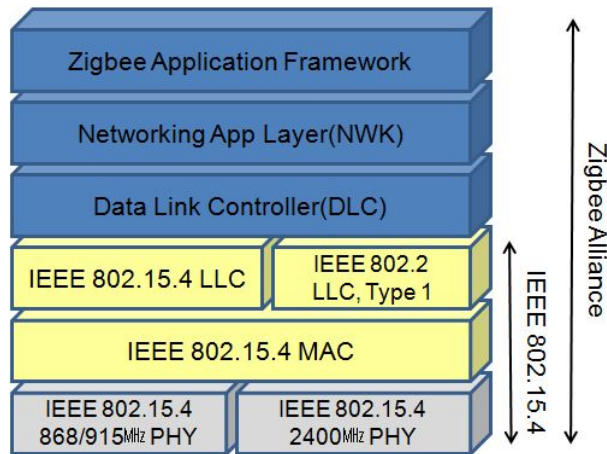 Zigbee Application Framework
Networking App Layer(NWK)
Data Link Controller(DLC)
IEEE 802.15.4 LLC
IEEE 802.2
LLC, Type 1
IEEE 802.15.4 MAC
IEEE 802.15.4
868/915MHz PHY
IEEE 802.15.4
2400MHz PHY
IEEE 802.15.4
Zigbee Alliance